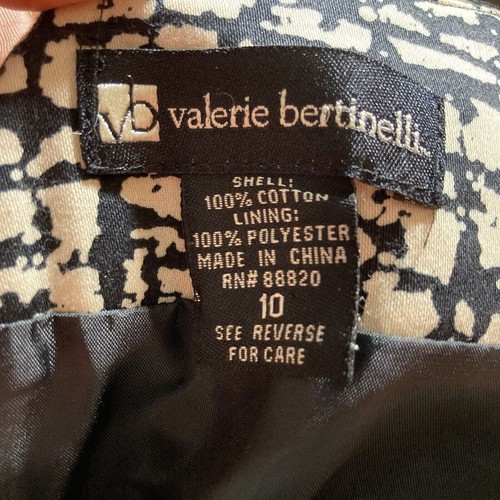 vb valerie bertinelli
SHELL:
100% COTTON
LINING:
100% POLYESTER
MADE IN CHINA
RN# 88820
10
SEE REVERSE
FOR CARE